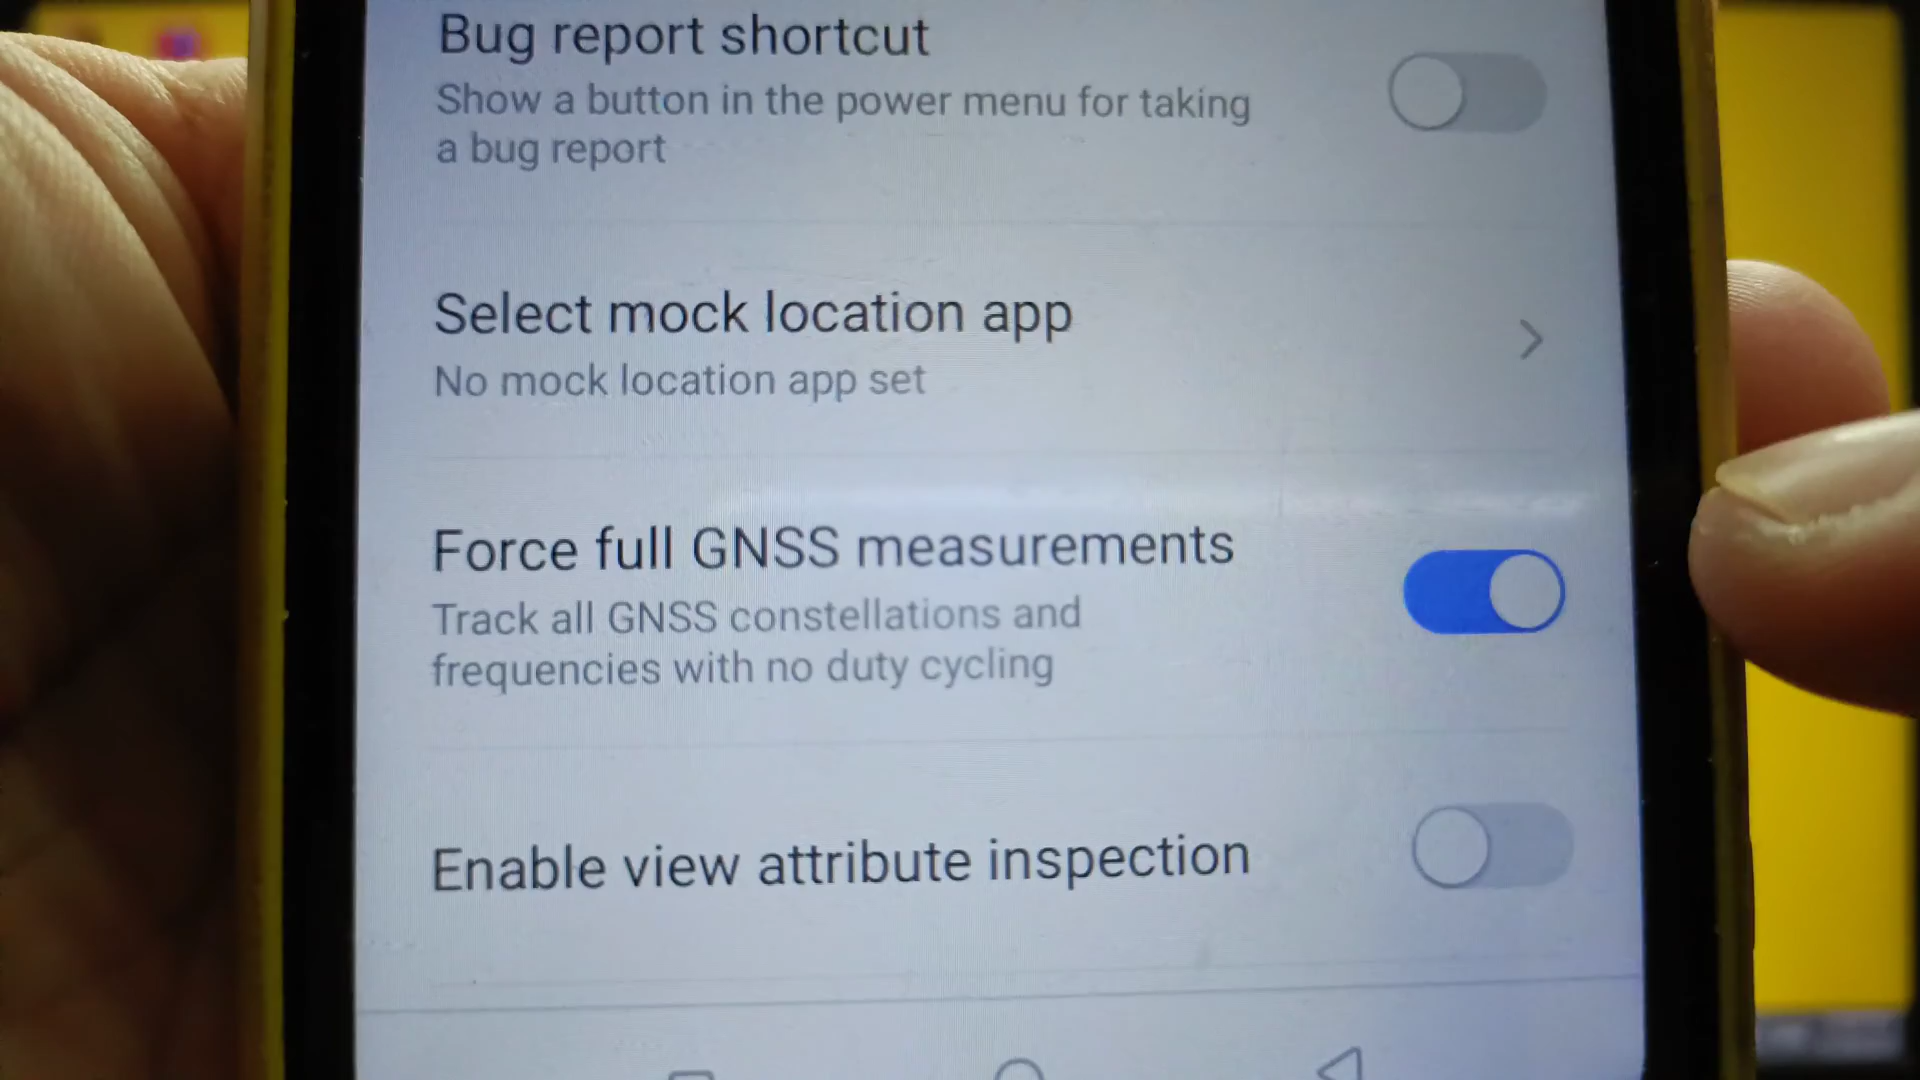 Bug report shortcut
Show a button in the power menu for taking
a bug report
Select mock location app
No mock location app set
Force full GNSS measurements
Track all GNSS constellations and
frequencies with no duty cycling
Enable view attribute inspection